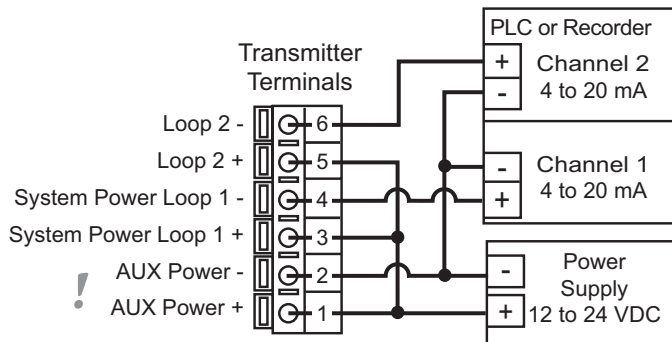 Transmitter
Terminals
Loop 2 -
Loop 2 +
System Power Loop 1 -
System Power Loop 1 +
AUX Power -
AUX Power +
!
6
5
4
3
2
1
PLC or Recorder
+
Channel 2
-
4 to 20 mA
-
Channel 1
+
4 to 20 mA
-
Power
Supply
+
12 to 24 VDC